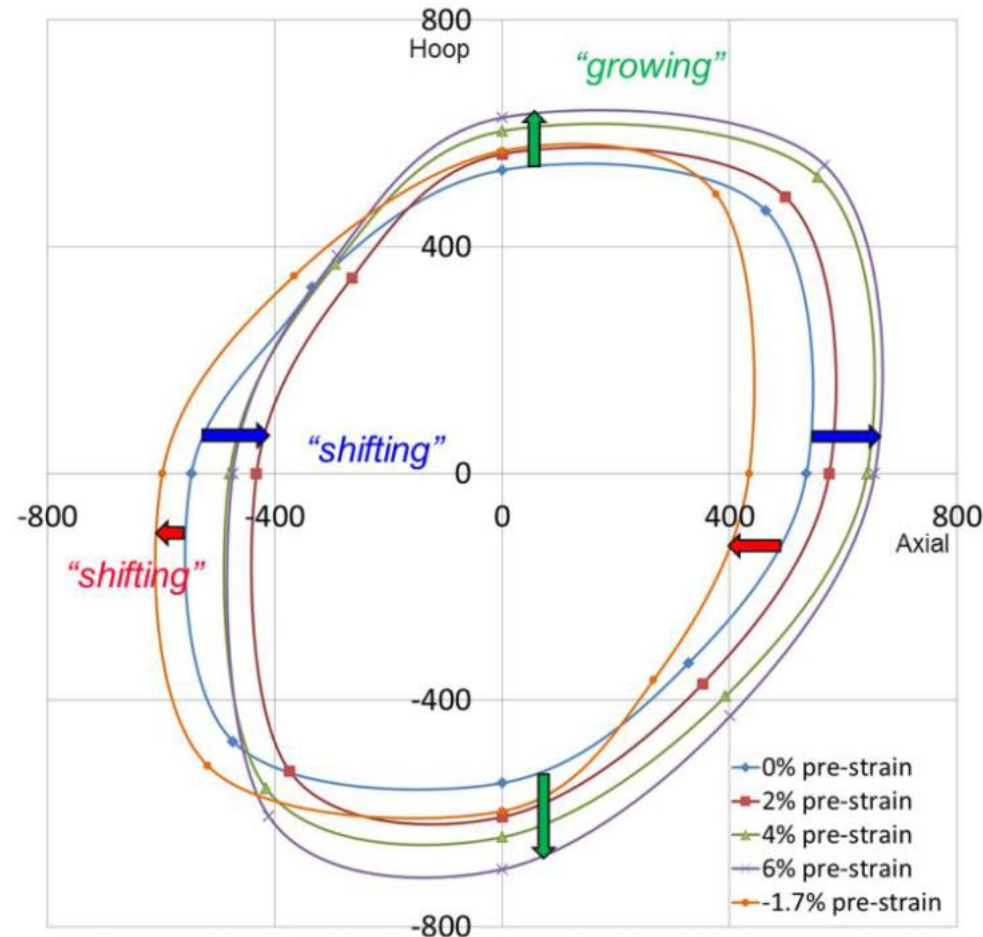 800
Hoop
“growing”
400
“shifting”
0
-800
-400
0
400
800
Axial
“shifting”
-400
0% pre-strain
2% pre-strain
4% pre-strain
6% pre-strain
-1.7% pre-strain
-800